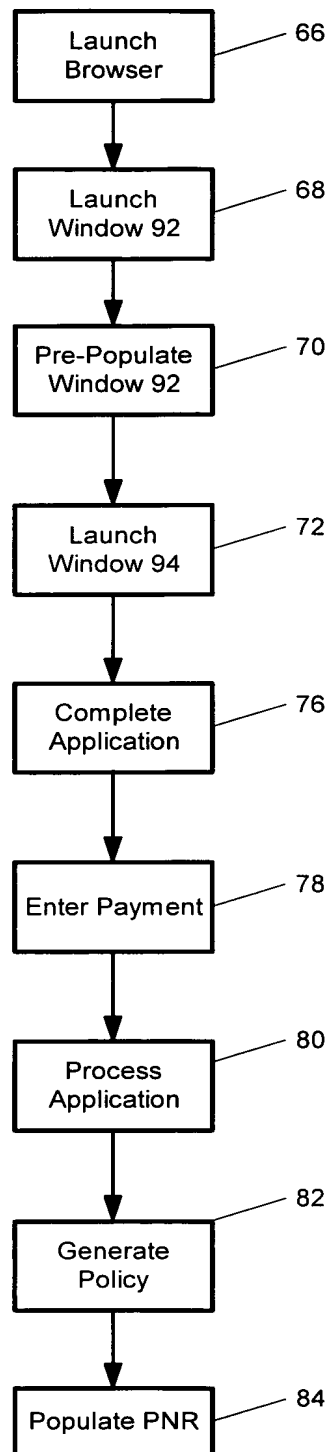 Launch
Browser
66
Launch
Window 92
68
Pre-Populate
Window 92
70
Launch
Window 94
72
Complete
Application
76
Enter Payment
78
Process
Application
80
Generate
Policy
82
Populate PNR
84